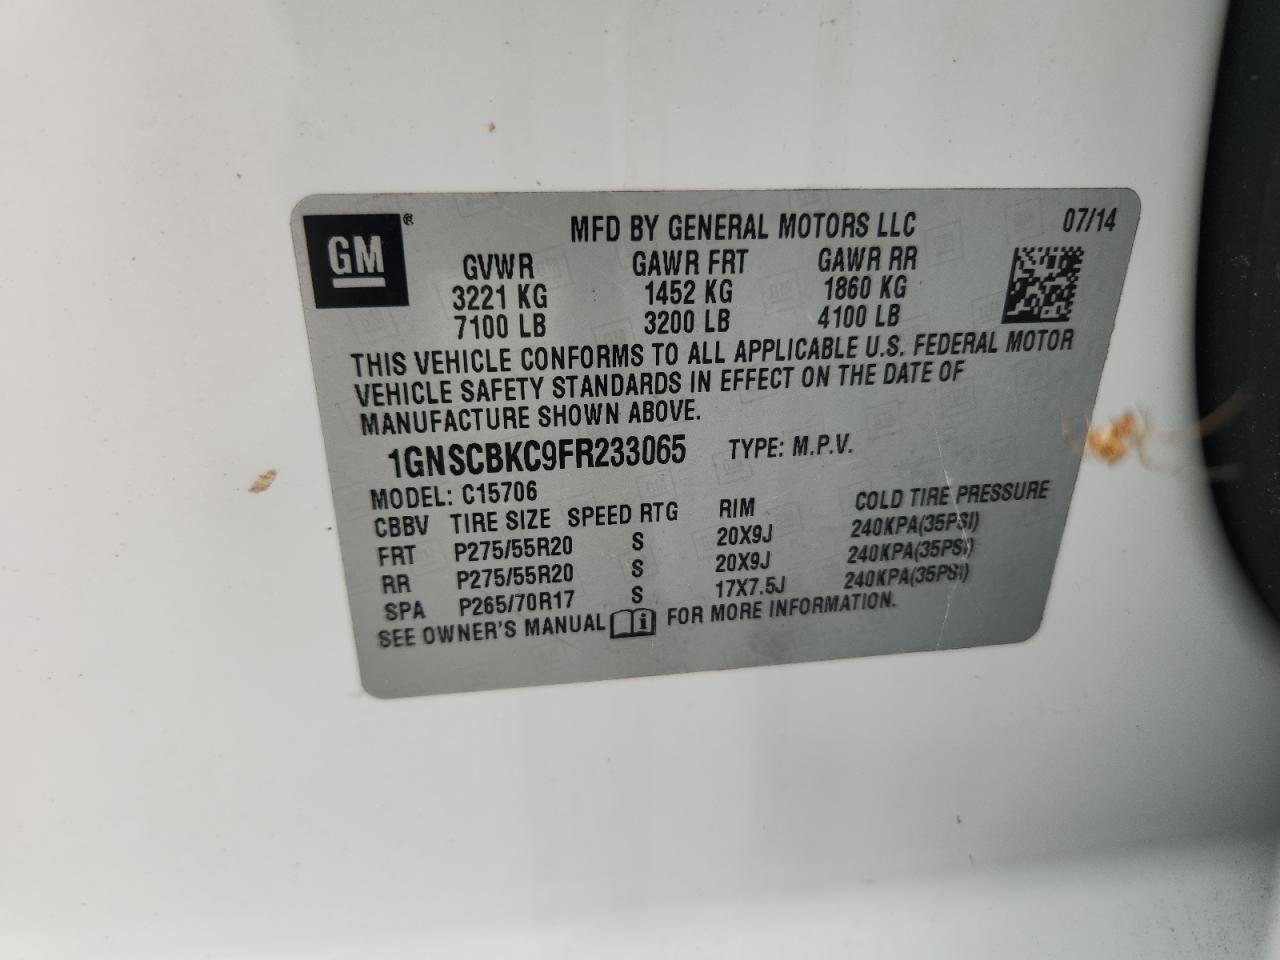 GM ® MFD BY GENERAL MOTORS LLC 07/14
GVWR GAWR FRT GAWR RR
3221 KG 1452 KG 1860 KG
7100 LB 3200 LB 4100 LB
THIS VEHICLE CONFORMS TO ALL APPLICABLE U.S. FEDERAL MOTOR
VEHICLE SAFETY STANDARDS IN EFFECT ON THE DATE OF
MANUFACTURE SHOWN ABOVE.
1GNSCBKC9FR233065 TYPE: M.P.V.
MODEL: C15706
CBBV TIRE SIZE SPEED RTG RIM COLD TIRE PRESSURE
FRT P275/55R20 S 20X9J 240KPA(35PSI)
RR P275/55R20 S 20X9J 240KPA(35PSI)
SPA P265/70R17 S 17X7.5J 240KPA(35PSI)
SEE OWNER'S MANUAL FOR MORE INFORMATION.